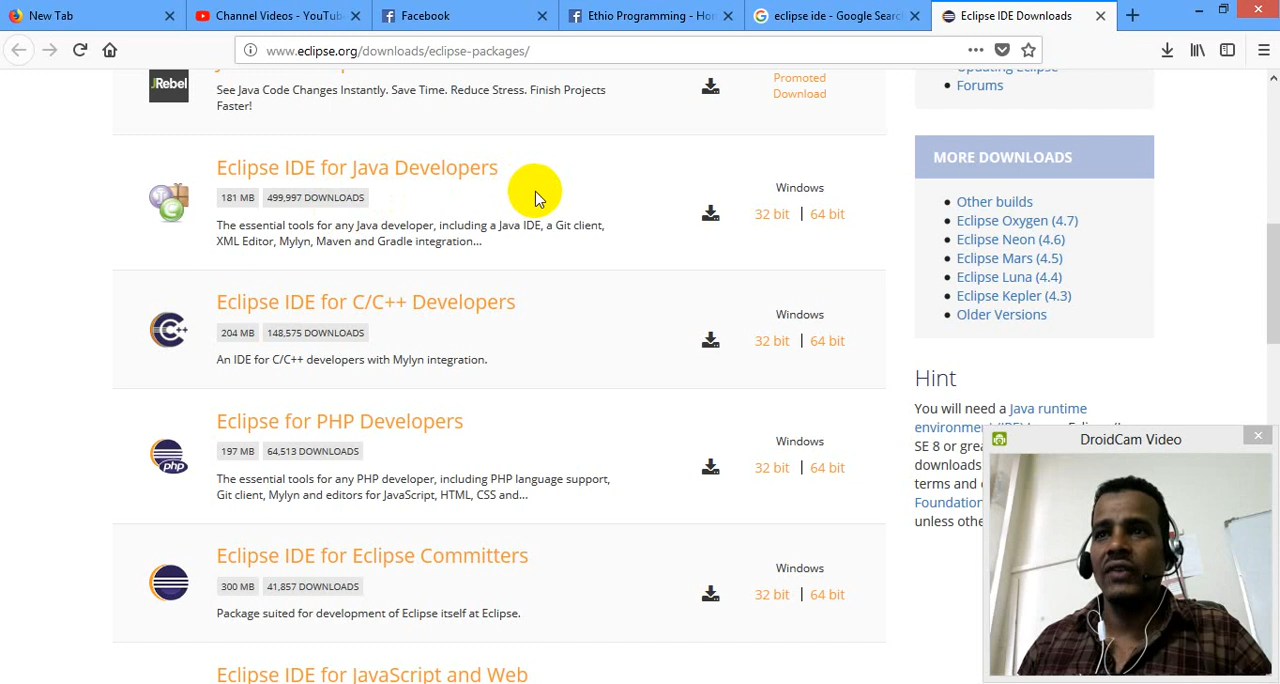 New Tab
Channel Videos - YouTub
Facebook
Ethio Programming - Hom
eclipse ide - Google Search
Eclipse IDE Downloads
www.eclipse.org/downloads/eclipse-packages/
JRebel
See Java Code Changes Instantly. Save Time. Reduce Stress. Finish Projects
Faster!
Promoted
Download
Eclipse IDE for Java Developers
181 MB 499,997 DOWNLOADS
The essential tools for any Java developer, including a Java IDE, a Git client,
XML Editor, Mylyn, Maven and Gradle integration...
Windows
32 bit | 64 bit
Eclipse IDE for C/C++ Developers
204 MB 148,575 DOWNLOADS
An IDE for C/C++ developers with Mylyn integration.
Windows
32 bit | 64 bit
Eclipse for PHP Developers
197 MB 64,513 DOWNLOADS
The essential tools for any PHP developer, including PHP language support,
Git client, Mylyn and editors for JavaScript, HTML, CSS and...
php
Windows
32 bit | 64 bit
Eclipse IDE for Eclipse Committers
300 MB 41,857 DOWNLOADS
Package suited for development of Eclipse itself at Eclipse.
Windows
32 bit | 64 bit
Eclipse IDE for JavaScript and Web
Updating Eclipse
Forums
MORE DOWNLOADS
Other builds
Eclipse Oxygen (4.7)
Eclipse Neon (4.6)
Eclipse Mars (4.5)
Eclipse Luna (4.4)
Eclipse Kepler (4.3)
Older Versions
Hint
You will need a Java runtime
SE 8 or grea
downloads
terms and
Foundation
unless othe
DroidCam Video